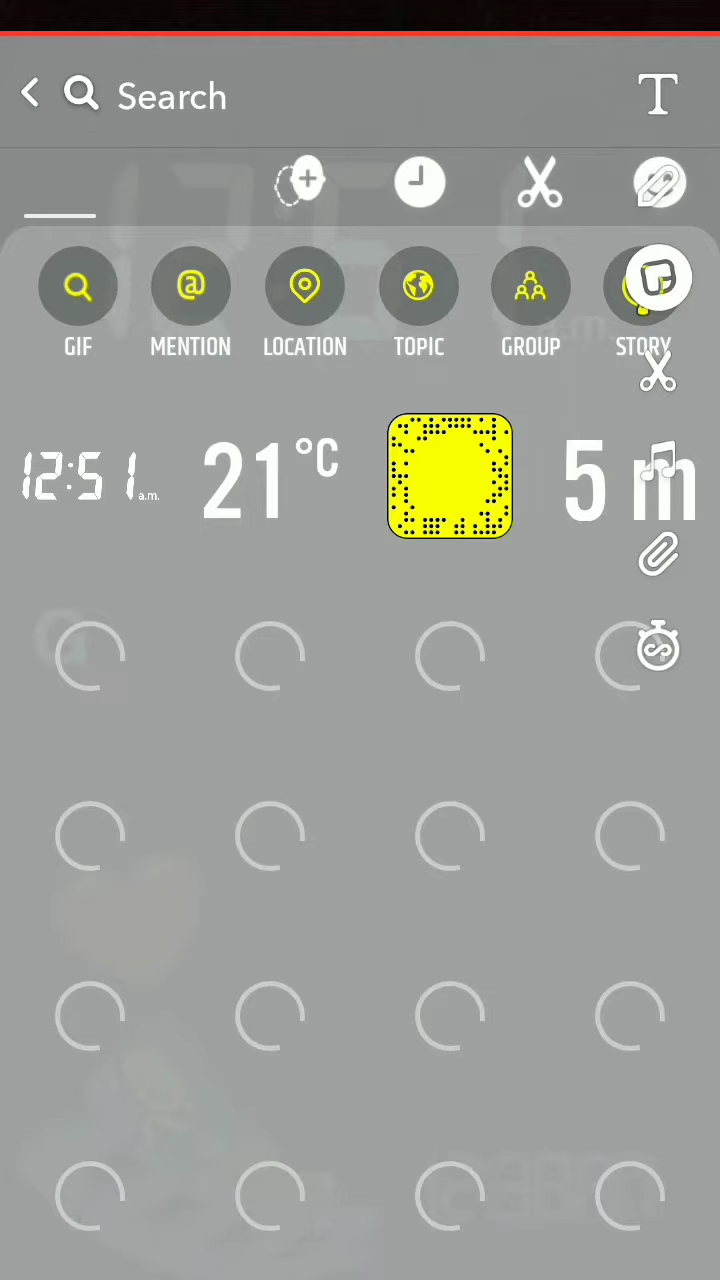 Search
T
GIF
MENTION
LOCATION
TOPIC
GROUP
STORY
12:51 a.m.
21°C
5 m